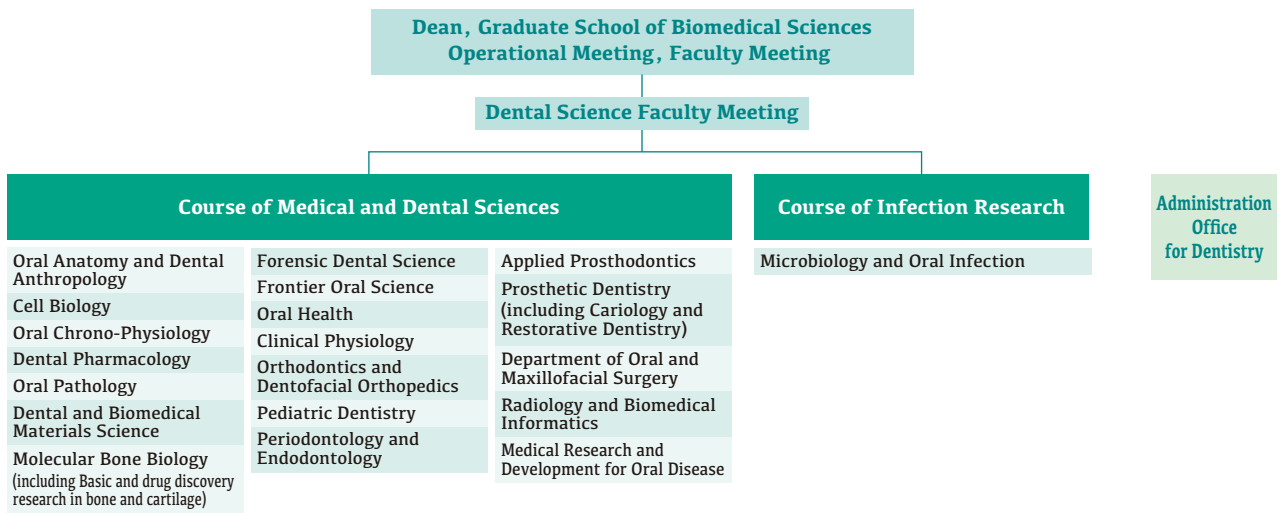 Dean, Graduate School of Biomedical Sciences
Operational Meeting, Faculty Meeting
Dental Science Faculty Meeting
Course of Medical and Dental Sciences
Oral Anatomy and Dental
Anthropology
Cell Biology
Oral Chrono-Physiology
Dental Pharmacology
Oral Pathology
Dental and Biomedical
Materials Science
Molecular Bone Biology
(including Basic and drug discovery
research in bone and cartilage)
Forensic Dental Science
Frontier Oral Science
Oral Health
Clinical Physiology
Orthodontics and
Dentofacial Orthopedics
Pediatric Dentistry
Periodontology and
Endodontology
Applied Prosthodontics
Prosthetic Dentistry
(including Cariology and
Restorative Dentistry)
Department of Oral and
Maxillofacial Surgery
Radiology and Biomedical
Informatics
Medical Research and
Development for Oral Disease
Course of Infection Research
Microbiology and Oral Infection
Administration
Office
for Dentistry